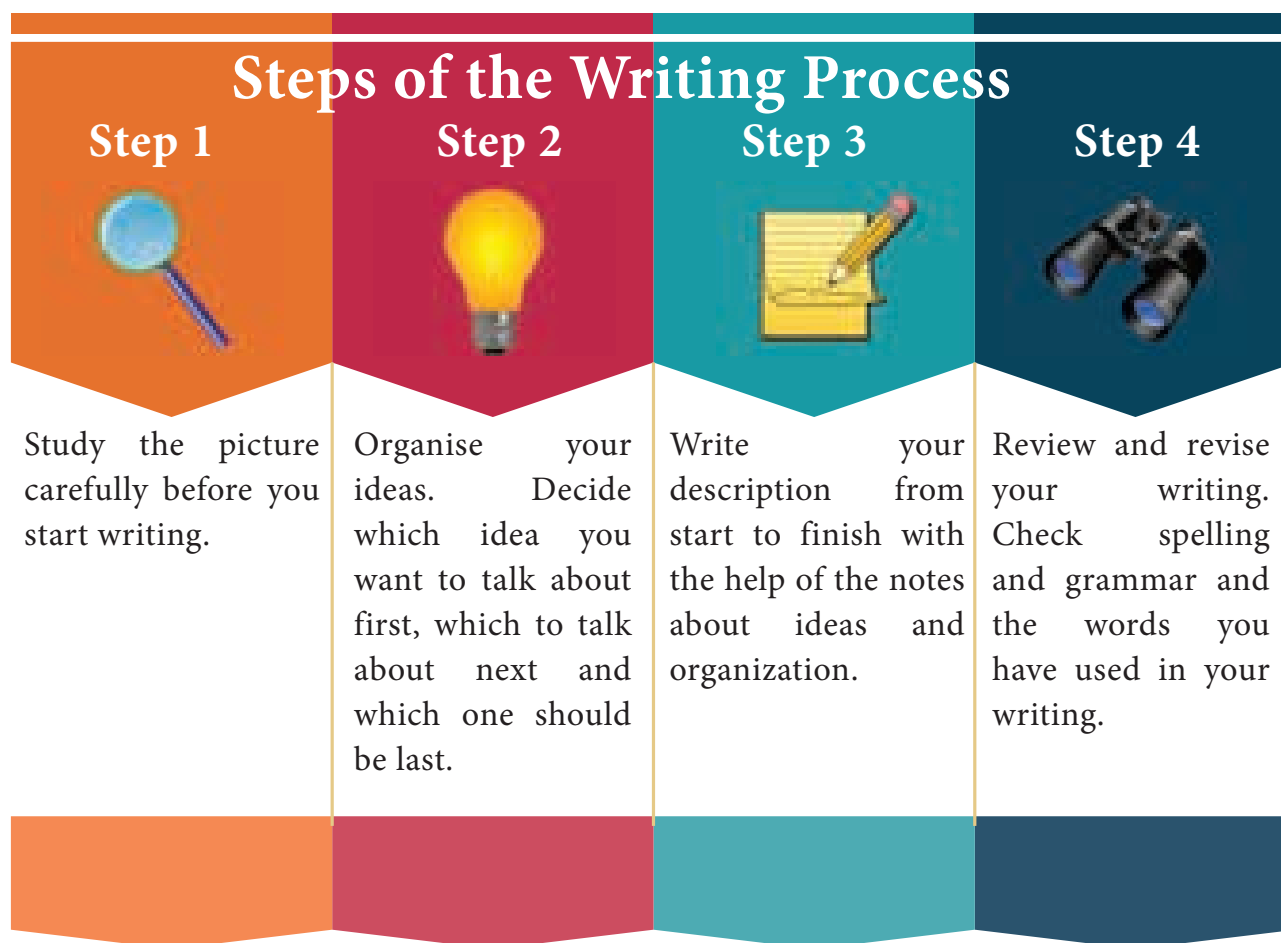 Steps of the Writing Process
Step 1
Study the picture
carefully before you
start writing.
Step 2
Organise your
ideas. Decide
which idea you
want to talk about
first, which to talk
about next and
which one should
be last.
Step 3
Write your
description from
start to finish with
the help of the notes
about ideas and
organization.
Step 4
Review and revise
your writing.
Check spelling
and grammar and
the words you
have used in your
writing.